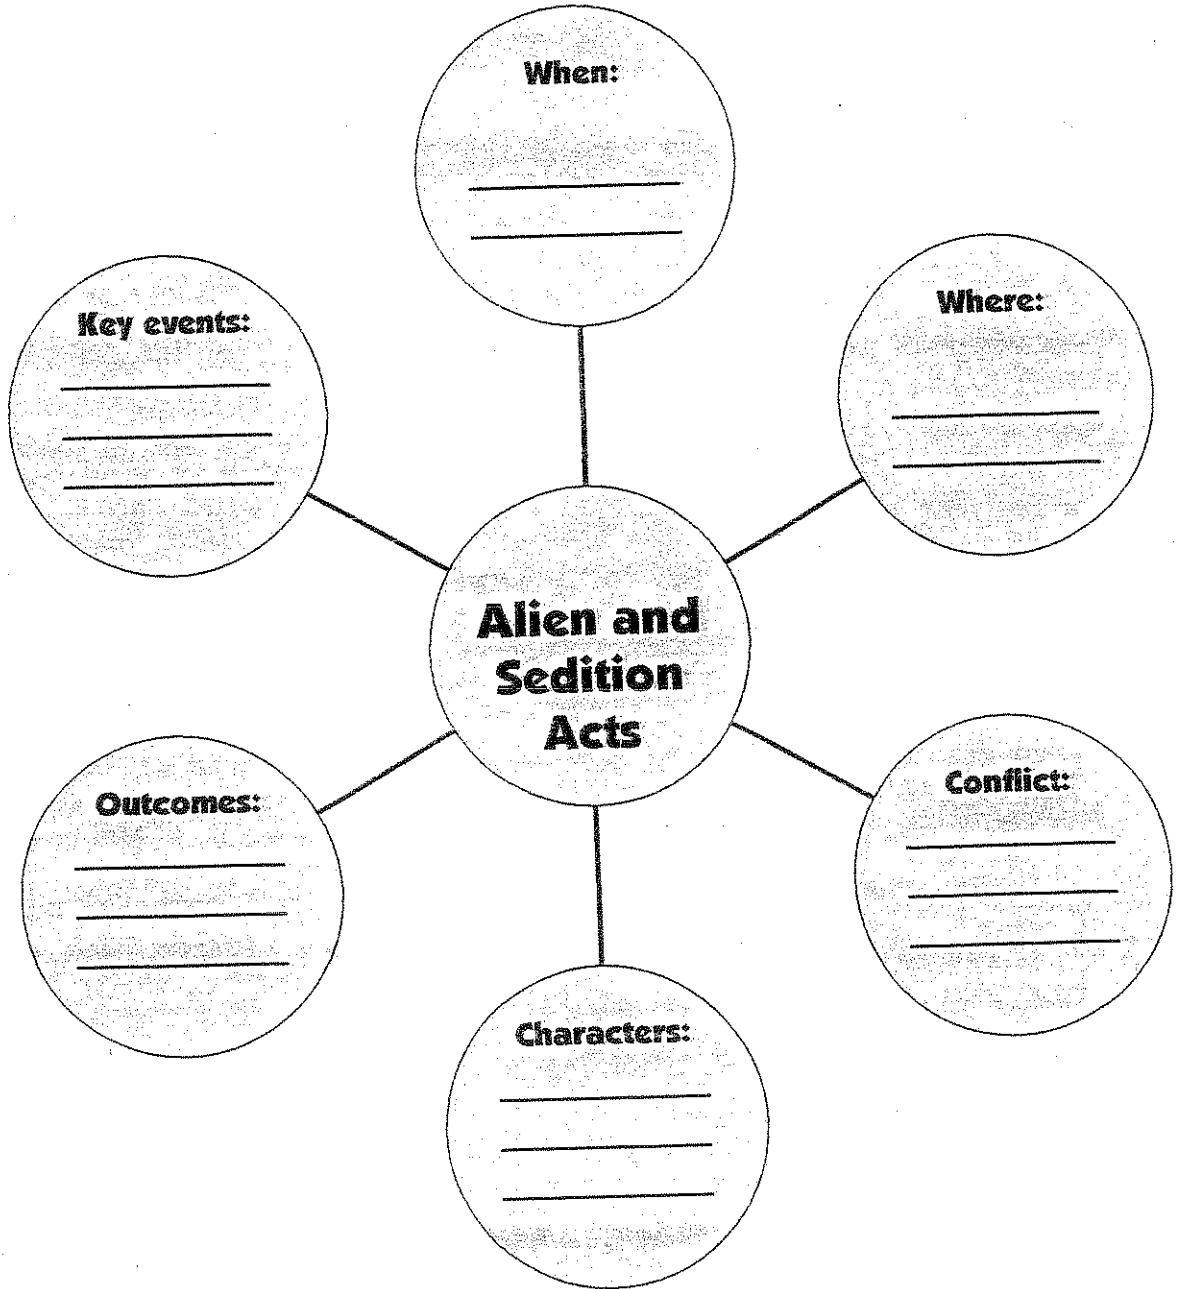 When:
Where:
Key events:
Alien and
Sedition
Acts
Conflict:
Outcomes:
Characters: